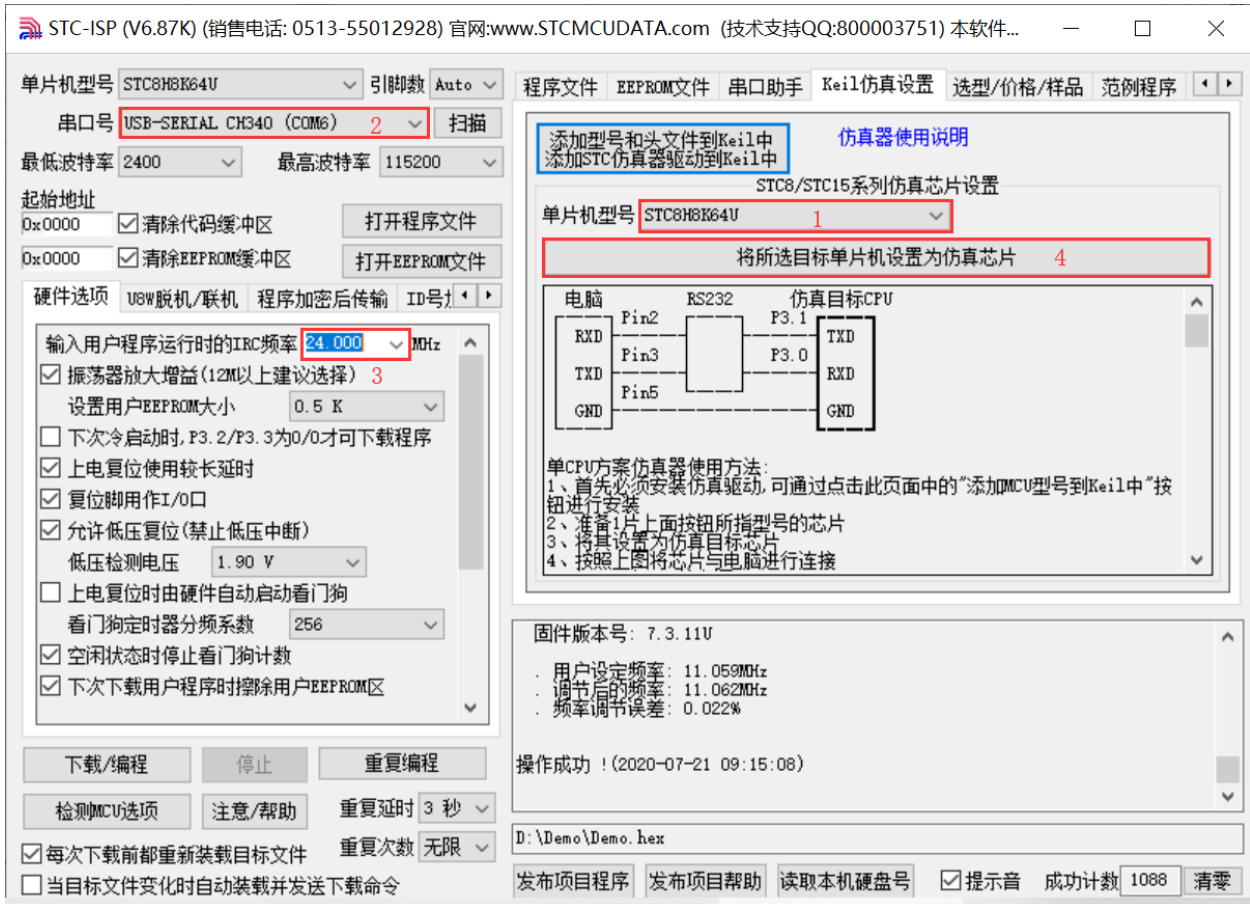 STC-ISP (V6.87K) (销售电话: 0513-55012928) 官网:www.STCMCUDATA.com (技术支持QQ:800003751) 本软件...
单片机型号 STC8H8K64U 引脚数 Auto
串口号 USB-SERIAL CH340 (COM6) 2 扫描
最低波特率 2400 最高波特率 115200
起始地址
0x0000 清除代码缓冲区 打开程序文件
0x0000 清除EEPROM缓冲区 打开EEPROM文件
硬件选项 U8W脱机/联机 程序加密后传输
输入用户程序运行时的IRC频率 24.000 MHz
振荡器放大增益(12M以上建议选择) 3
设置用户EEPROM大小 0.5 K
下次冷启动时,P3.2/P3.3为0/0才可下载程序
上电复位使用较长延时
复位脚用作I/O口
允许低压复位(禁止低压中断)
低压检测电压 1.90 V
上电复位时由硬件自动启动看门狗
看门狗定时器分频系数 256
空闲状态时停止看门狗计数
下次下载用户程序时擦除用户EEPROM区
下载/编程 停止 重复编程
检测MCU选项 注意/帮助 重复延时 3 秒
每次下载前都重新装载目标文件 重复次数 无限
当目标文件变化时自动装载并发送下载命令
程序文件 EEPROM文件 串口助手 Keil仿真设置 选型/价格/样品 范例程序
添加型号和头文件到Keil中
添加STC仿真器驱动到Keil中
仿真器使用说明
STC8/STC15系列仿真芯片设置
单片机型号 STC8H8K64U 1
将所选目标单片机设置为仿真芯片 4
电脑 RS232 仿真目标CPU
Pin2 P3.1
RXD TXD
Pin3 P3.0
TXD RXD
Pin5
GND GND
单CPU方案仿真器使用方法:
1、首先必须安装仿真驱动,可通过点击此页面中的"添加MCU型号到Keil中"按
钮进行安装
2、准备1片上面按钮所指型号的芯片
3、将其设置为仿真目标芯片
4、按照上图将芯片与电脑进行连接
固件版本号: 7.3.11U
. 用户设定频率: 11.059MHz
. 调节后的频率: 11.062MHz
. 频率调节误差: 0.022%
操作成功 !(2020-07-21 09:15:08)
D:\Demo\Demo.hex
发布项目程序 发布项目帮助 读取本机硬盘号 提示音 成功计数 1088 清零